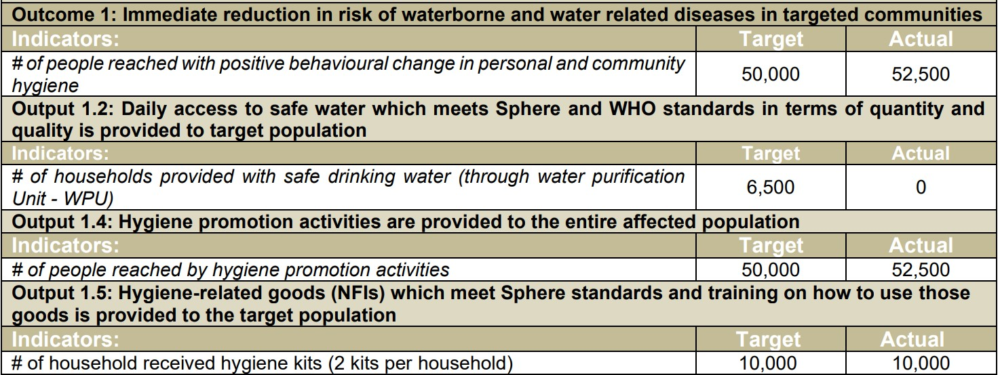 Outcome 1: Immediate reduction in risk of waterborne and water related diseases in targeted communities
Indicators: Target Actual
# of people reached with positive behavioural change in personal and community
hygiene
50,000 52,500
Output 1.2: Daily access to safe water which meets Sphere and WHO standards in terms of quantity and
quality is provided to target population
Indicators: Target Actual
# of households provided with safe drinking water (through water purification
Unit - WPU)
6,500 0
Output 1.4: Hygiene promotion activities are provided to the entire affected population
Indicators: Target Actual
# of people reached by hygiene promotion activities 50,000 52,500
Output 1.5: Hygiene-related goods (NFIs) which meet Sphere standards and training on how to use those
goods is provided to the target population
Indicators: Target Actual
# of household received hygiene kits (2 kits per household) 10,000 10,000